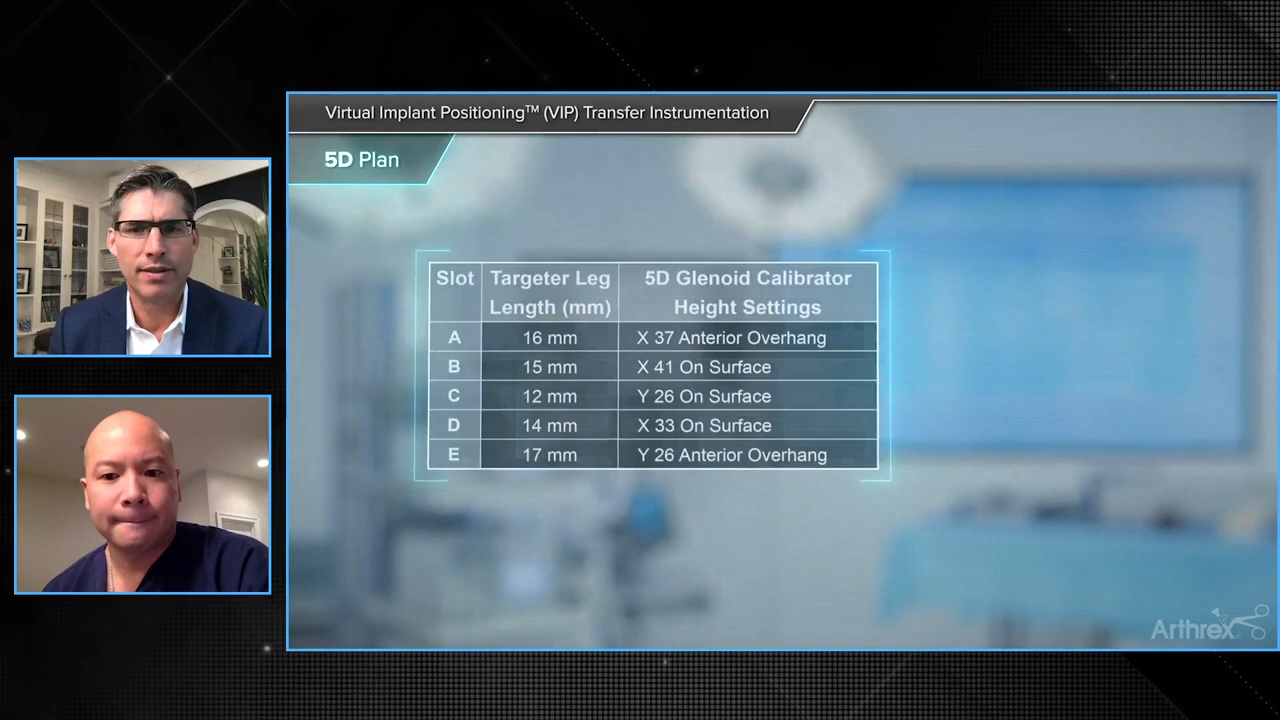 Virtual Implant Positioning™ (VIP) Transfer Instrumentation
5D Plan
Slot Targeter Leg Length (mm) 5D Glenoid Calibrator Height Settings
A 16 mm X 37 Anterior Overhang
B 15 mm X 41 On Surface
C 12 mm Y 26 On Surface
D 14 mm X 33 On Surface
E 17 mm Y 26 Anterior Overhang
Arthrex